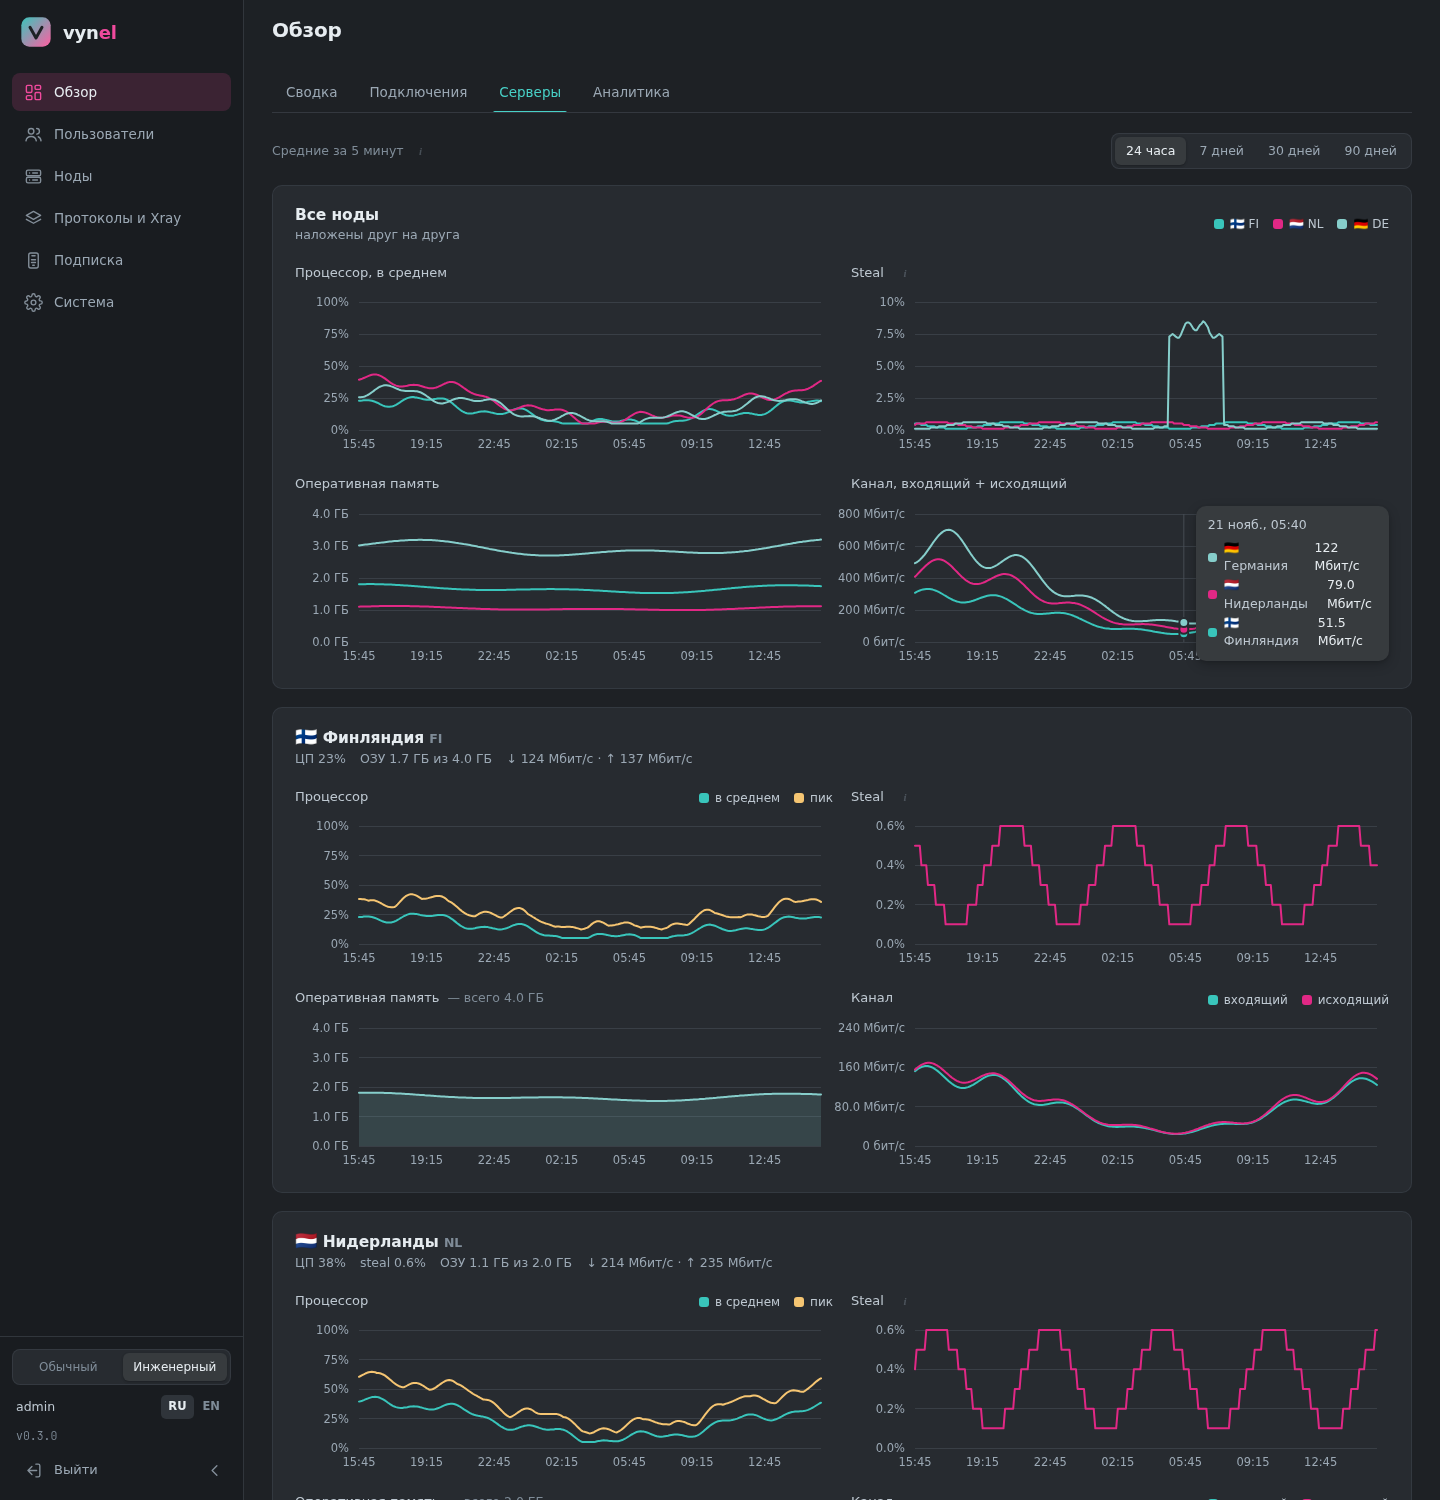 vynel
Обзор
Пользователи
Ноды
Протоколы и Xray
Подписка
Система
Обычный Инженерный
admin RU EN
v0.3.0
Выйти
Обзор
Сводка Подключения Серверы Аналитика
Средние за 5 минут i
24 часа 7 дней 30 дней 90 дней
Все ноды
наложены друг на друга
FI NL DE
Процессор, в среднем
100%
75%
50%
25%
0%
15:45 19:15 22:45 02:15 05:45 09:15 12:45
Steal i
10%
7.5%
5.0%
2.5%
0.0%
15:45 19:15 22:45 02:15 05:45 09:15 12:45
Оперативная память
4.0 ГБ
3.0 ГБ
2.0 ГБ
1.0 ГБ
0.0 ГБ
15:45 19:15 22:45 02:15 05:45 09:15 12:45
Канал, входящий + исходящий
800 Мбит/с
600 Мбит/с
400 Мбит/с
200 Мбит/с
0 бит/с
15:45 19:15 22:45 02:15 05:45
21 нояб., 05:40
Германия 122 Мбит/с
Нидерланды 79.0 Мбит/с
Финляндия 51.5 Мбит/с
Финляндия FI
ЦП 23% ОЗУ 1.7 ГБ из 4.0 ГБ ↓ 124 Мбит/с · ↑ 137 Мбит/с
Процессор
в среднем пик
100%
75%
50%
25%
0%
15:45 19:15 22:45 02:15 05:45 09:15 12:45
Steal i
0.6%
0.4%
0.2%
0.0%
15:45 19:15 22:45 02:15 05:45 09:15 12:45
Оперативная память — всего 4.0 ГБ
4.0 ГБ
3.0 ГБ
2.0 ГБ
1.0 ГБ
0.0 ГБ
15:45 19:15 22:45 02:15 05:45 09:15 12:45
Канал
входящий исходящий
240 Мбит/с
160 Мбит/с
80.0 Мбит/с
0 бит/с
15:45 19:15 22:45 02:15 05:45 09:15 12:45
Нидерланды NL
ЦП 38% steal 0.6% ОЗУ 1.1 ГБ из 2.0 ГБ ↓ 214 Мбит/с · ↑ 235 Мбит/с
Процессор
в среднем пик
100%
75%
50%
25%
0%
15:45 19:15 22:45 02:15 05:45 09:15 12:45
Steal i
0.6%
0.4%
0.2%
0.0%
15:45 19:15 22:45 02:15 05:45 09:15 12:45